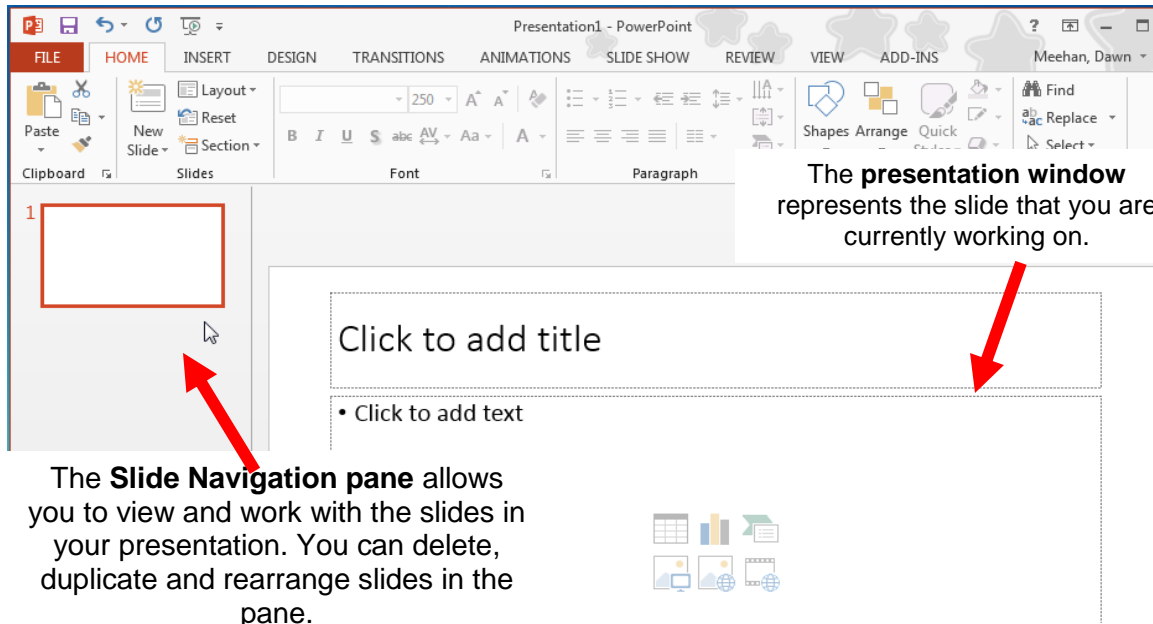 Presentation1 - PowerPoint
?
FILE HOME INSERT DESIGN TRANSITIONS ANIMATIONS SLIDE SHOW REVIEW VIEW ADD-INS Meehan, Dawn
Paste
New Slide
Layout
Reset
Section
250
B I U S abc AV Aa A
Shapes Arrange Quick
Find
Replace
Select
Clipboard Slides Font Paragraph
The presentation window
represents the slide that you are
currently working on.
1
Click to add title
• Click to add text
The Slide Navigation pane allows
you to view and work with the slides in
your presentation. You can delete,
duplicate and rearrange slides in the
pane.